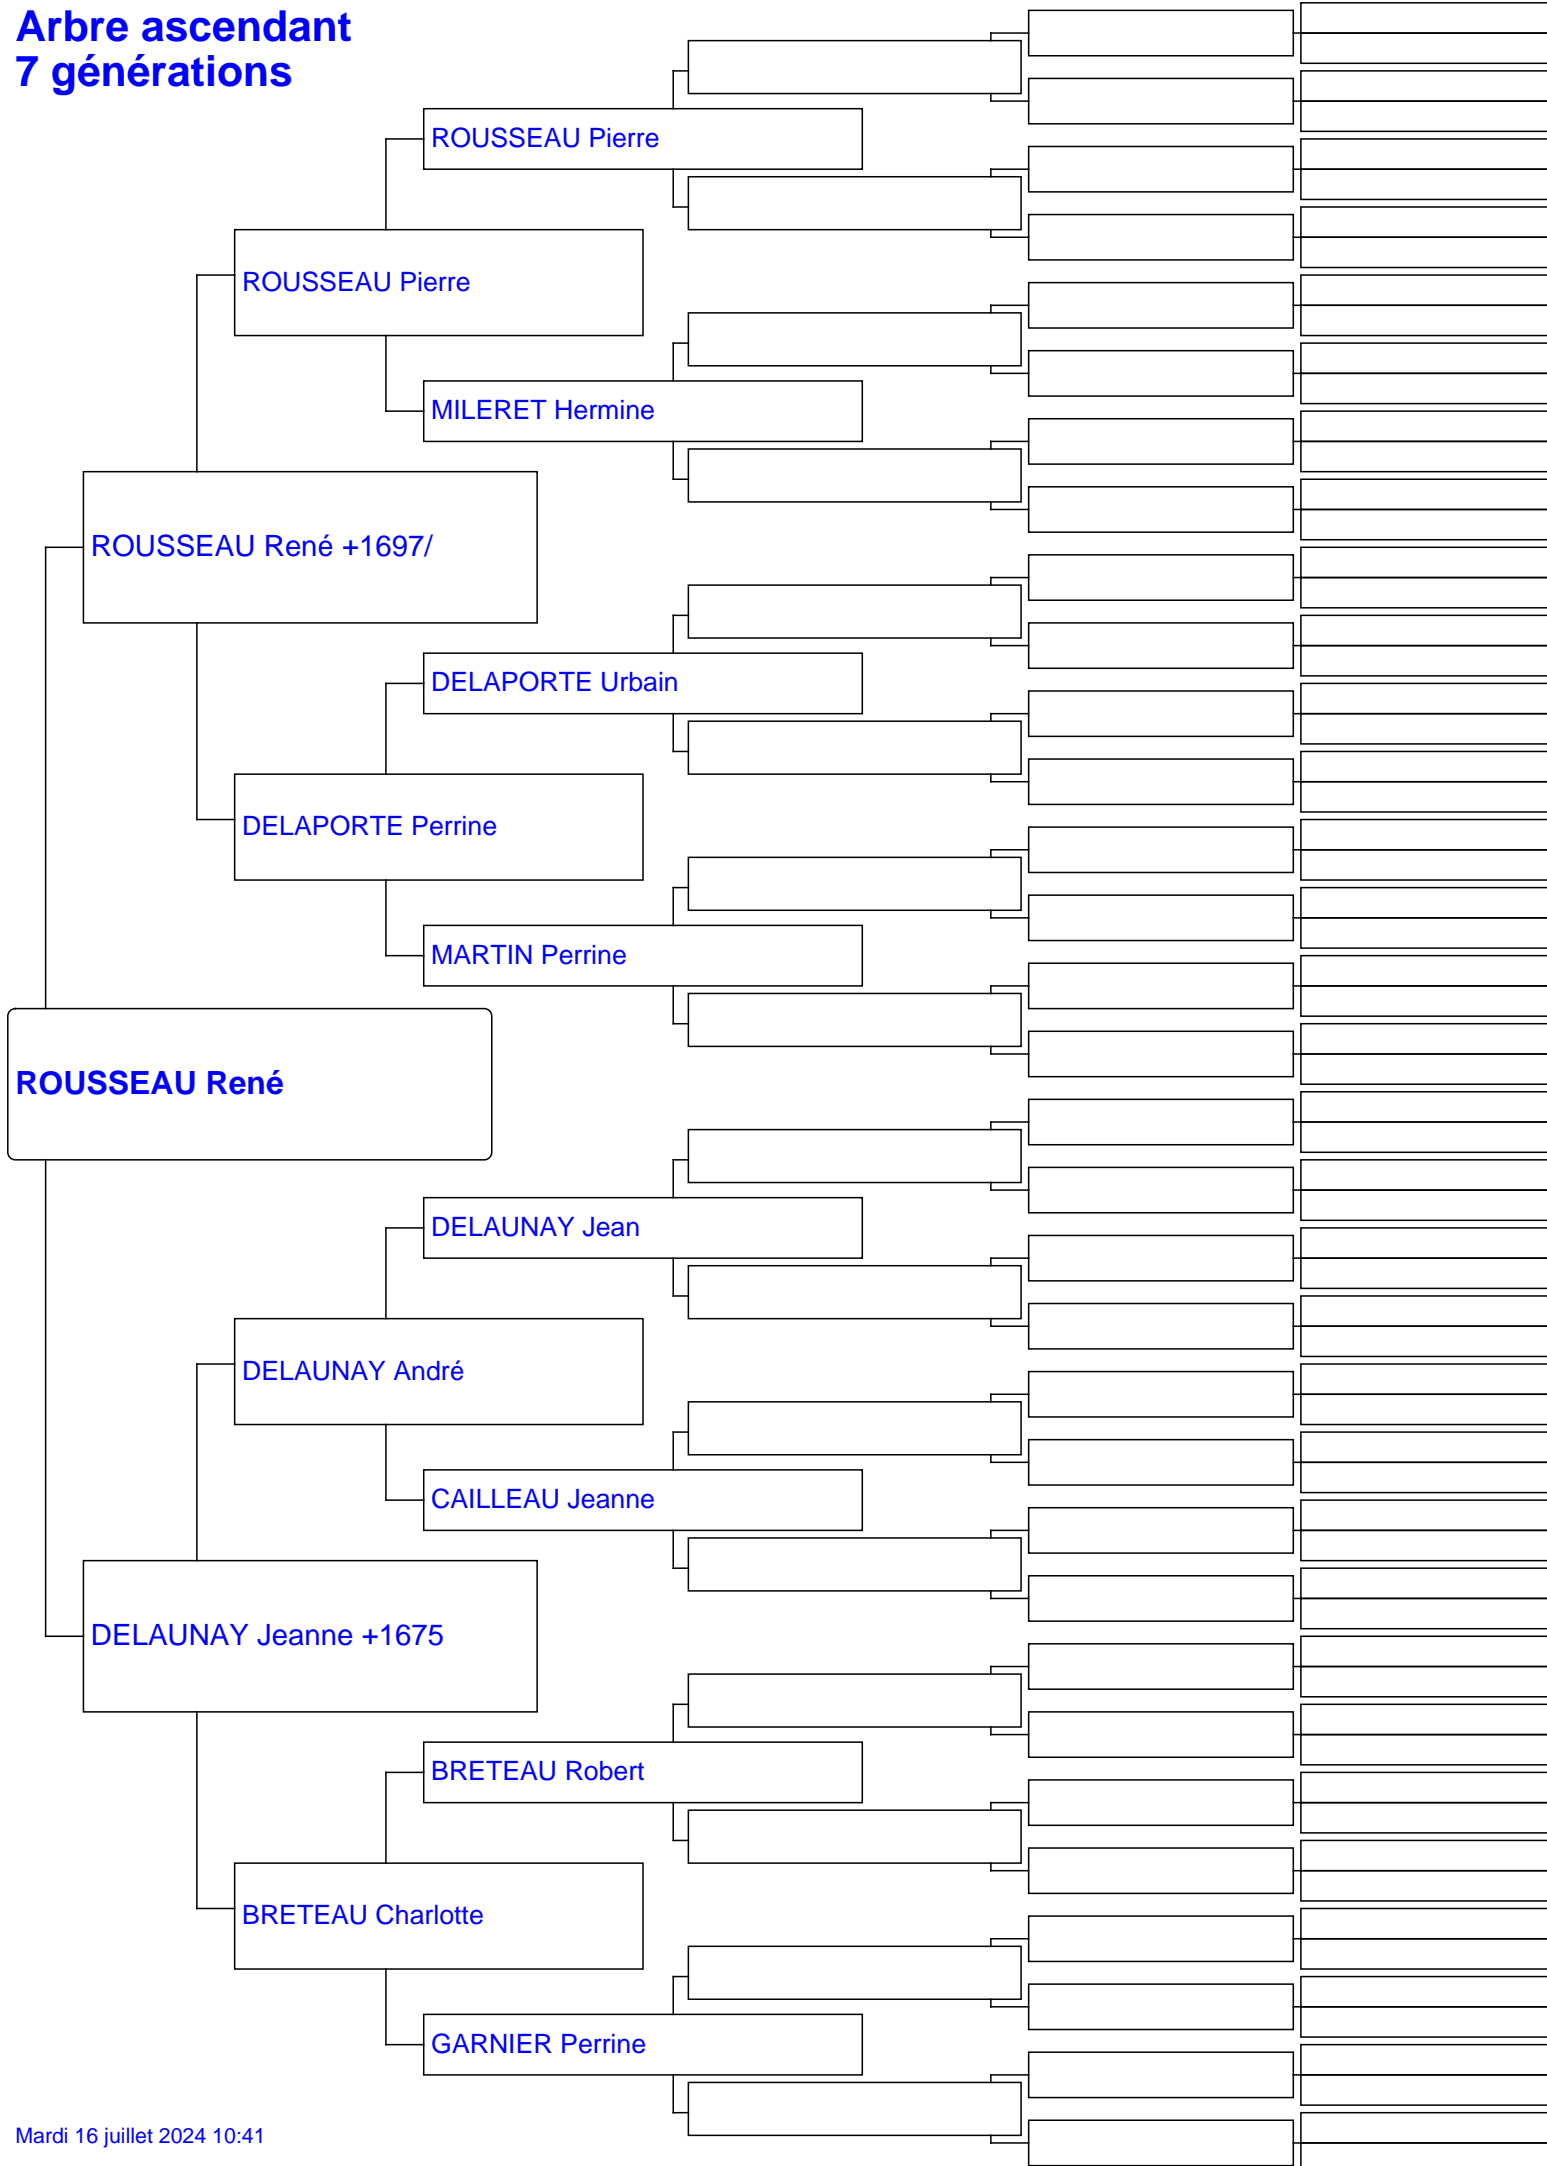 Arbre ascendant
7 générations
ROUSSEAU Pierre
ROUSSEAU Pierre
MILERET Hermine
ROUSSEAU René +1697/
DELAPORTE Urbain
DELAPORTE Perrine
MARTIN Perrine
ROUSSEAU René
DELAUNAY Jean
DELAUNAY André
CAILLEAU Jeanne
DELAUNAY Jeanne +1675
BRETEAU Robert
BRETEAU Charlotte
GARNIER Perrine
Mardi 16 juillet 2024 10:41